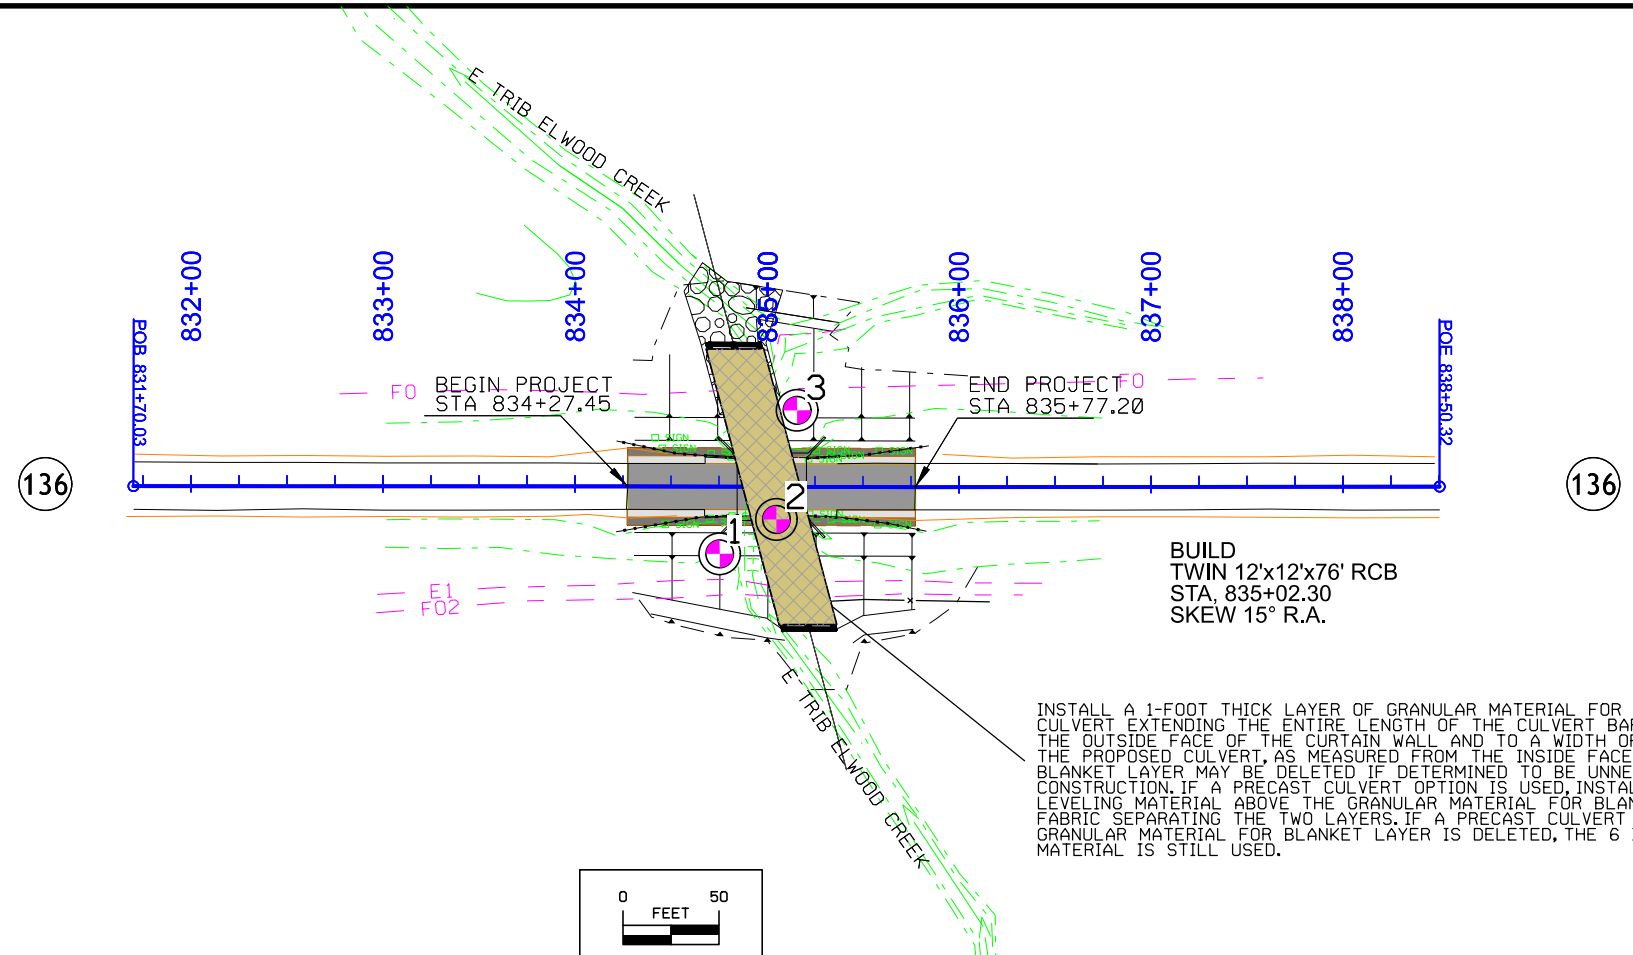 E TRIB ELWOOD CREEK
832+00
833+00
834+00
835+00
836+00
837+00
838+00
POB 831+70.03
POE 838+50.32
FO
BEGIN PROJECT
STA 834+27.45
3
END PROJECT
STA 835+77.20
FO
SIGN
SIGN
136
136
2
1
E1
FO2
BUILD
TWIN 12'x12'x76' RCB
STA, 835+02.30
SKEW 15° R.A.
E TRIB ELWOOD CREEK
INSTALL A 1-FOOT THICK LAYER OF GRANULAR MATERIAL FOR
CULVERT EXTENDING THE ENTIRE LENGTH OF THE CULVERT
THE OUTSIDE FACE OF THE CURTAIN WALL AND TO A WIDTH
THE PROPOSED CULVERT, AS MEASURED FROM THE INSIDE FACE
BLANKET LAYER MAY BE DELETED IF DETERMINED TO BE
CONSTRUCTION. IF A PRECAST CULVERT OPTION IS USED,
LEVELING MATERIAL ABOVE THE GRANULAR MATERIAL FOR
FABRIC SEPARATING THE TWO LAYERS. IF A PRECAST CULVERT
GRANULAR MATERIAL FOR BLANKET LAYER IS DELETED, THE 6
MATERIAL IS STILL USED.
0 50
FEET